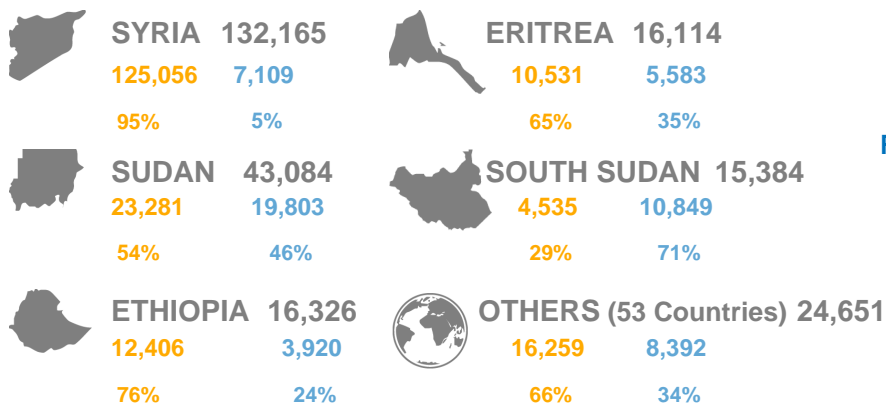 SYRIA 132,165
125,056 7,109
95% 5%
ERITREA 16,114
10,531 5,583
65% 35%
SUDAN 43,084
23,281 19,803
54% 46%
SOUTH SUDAN 15,384
4,535 10,849
29% 71%
ETHIOPIA 16,326
12,406 3,920
76% 24%
OTHERS (53 Countries) 24,651
16,259 8,392
66% 34%